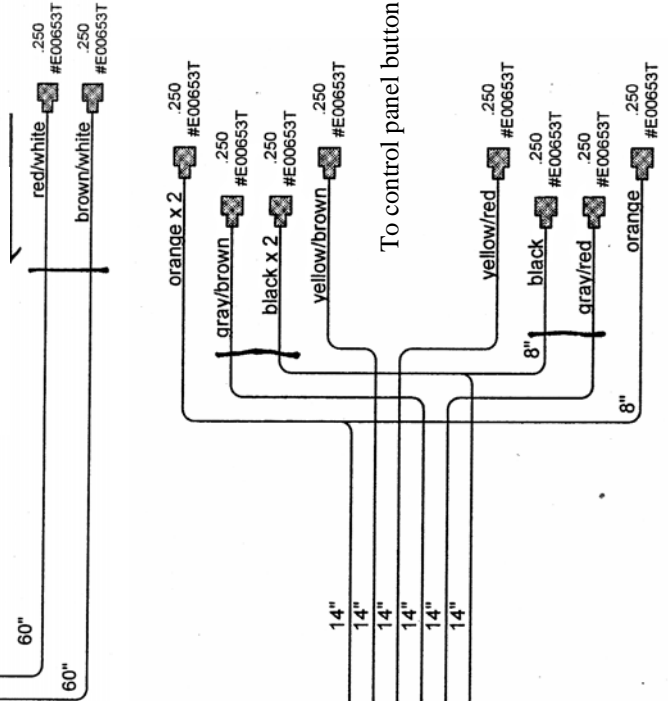 .250
#E00653T
.250
#E00653T
red/white
brown/white
60"
60"
.250
#E00653T
orange x 2
.250
#E00653T
gray/brown
.250
#E00653T
black x 2
.250
#E00653T
yellow/brown
To control panel button
.250
#E00653T
yellow/red
.250
#E00653T
black
8"
.250
#E00653T
gray/red
.250
#E00653T
orange
8"
14"
14"
14"
14"
14"
14"